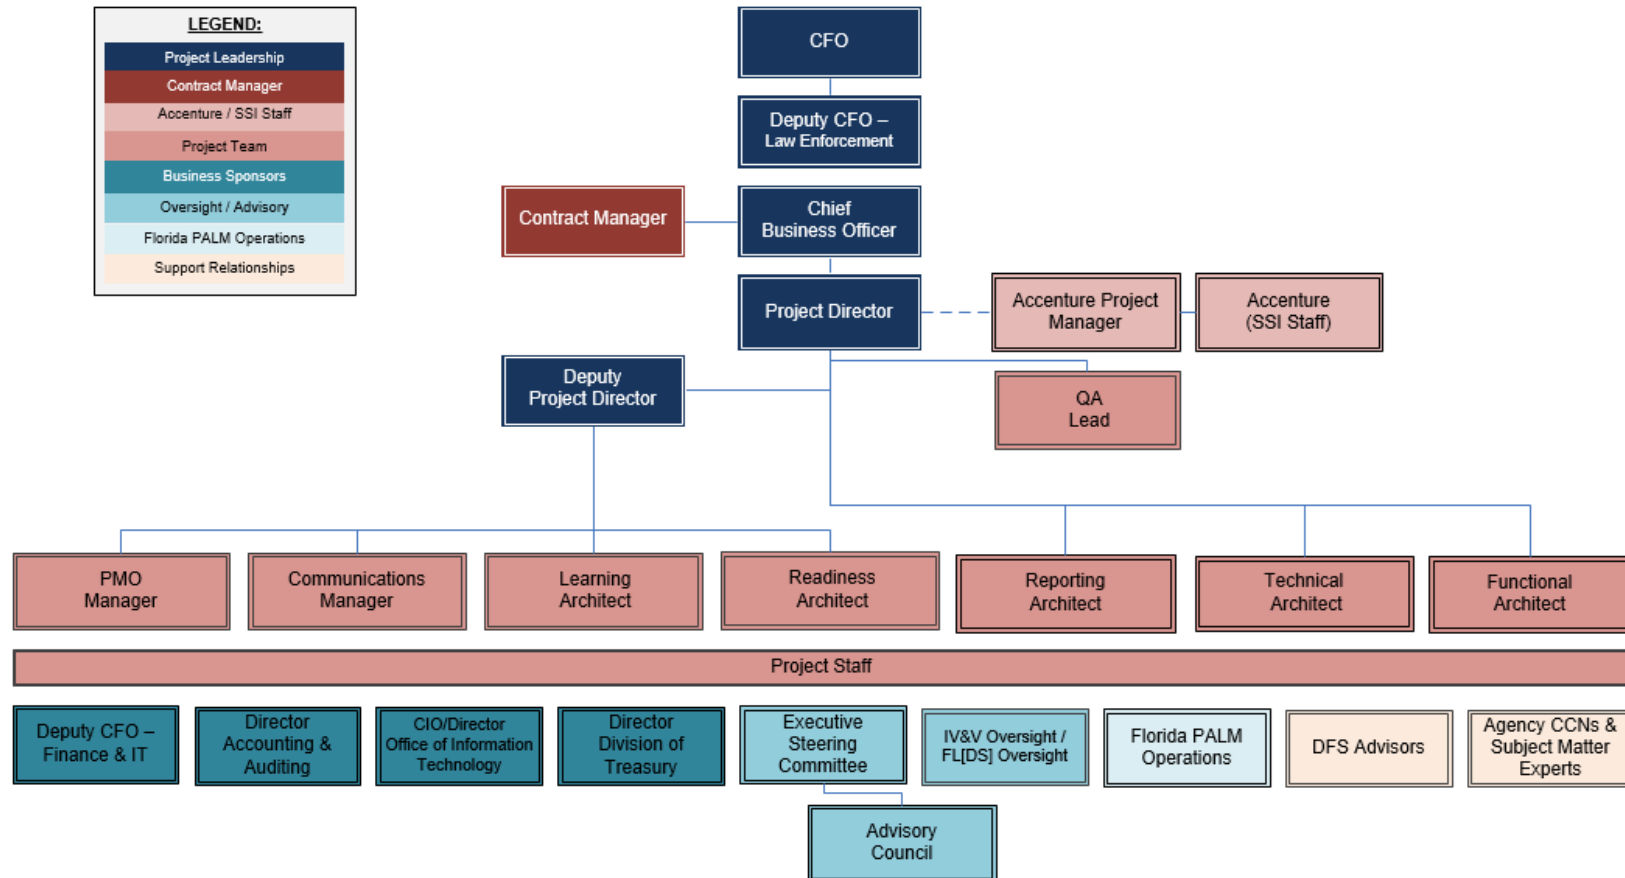 LEGEND:
Project Leadership
Contract Manager
Accenture / SSI Staff
Project Team
Business Sponsors
Oversight / Advisory
Florida PALM Operations
Support Relationships
CFO
Deputy CFO –
Law Enforcement
Contract Manager
Chief
Business Officer
Project Director
Accenture Project
Manager
Accenture
(SSI Staff)
Deputy
Project Director
QA
Lead
PMO
Manager
Communications
Manager
Learning
Architect
Readiness
Architect
Reporting
Architect
Technical
Architect
Functional
Architect
Project Staff
Deputy CFO –
Finance & IT
Director
Accounting &
Auditing
CIO/Director
Office of Information
Technology
Director
Division of
Treasury
Executive
Steering
Committee
IV&V Oversight /
FL[DS] Oversight
Florida PALM
Operations
DFS Advisors
Agency CCNs &
Subject Matter
Experts
Advisory
Council